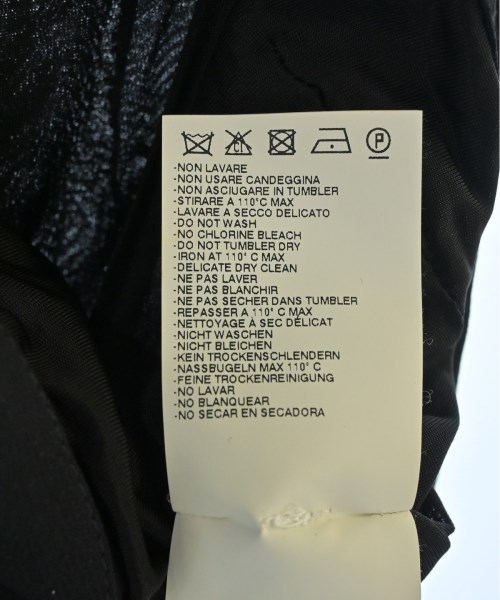 CL P
-NON LAVARE
-NON USARE CANDEGGINA
-NON ASCIUGARE IN TUMBLER
-STIRARE A 110°C MAX
-LAVARE A SECCO DELICATO
-DO NOT WASH
-NO CHLORINE BLEACH
-DO NOT TUMBLER DRY
-IRON AT 110° C MAX
-DELICATE DRY CLEAN
-NE PAS LAVER
-NE PAS BLANCHIR
-NE PAS SECHER DANS TUMBLER
-REPASSER A 110° C MAX
-NETTOYAGE À SEC DÉLICAT
-NICHT WASCHEN
-NICHT BLEICHEN
-KEIN TROCKENSCHLENDERN
-NASSBUGELN MAX 110° C
-FEINE TROCKENREINIGUNG
-NO LAVAR
-NO BLANQUEAR
-NO SECAR EN SECADORA